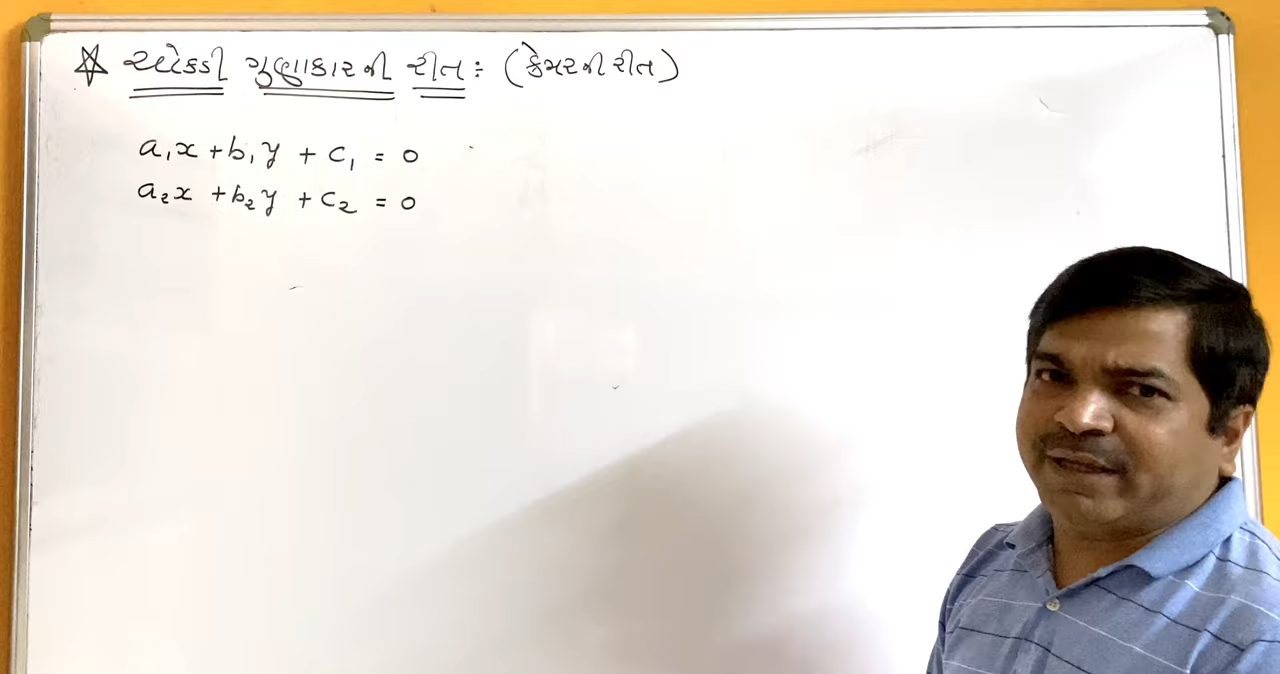 ☆ ચોકડી ગુણાકારની રીત : (ક્રેમરની રીત)
a₁x + b₁y + c₁ = 0
a₂x + b₂y + c₂ = 0